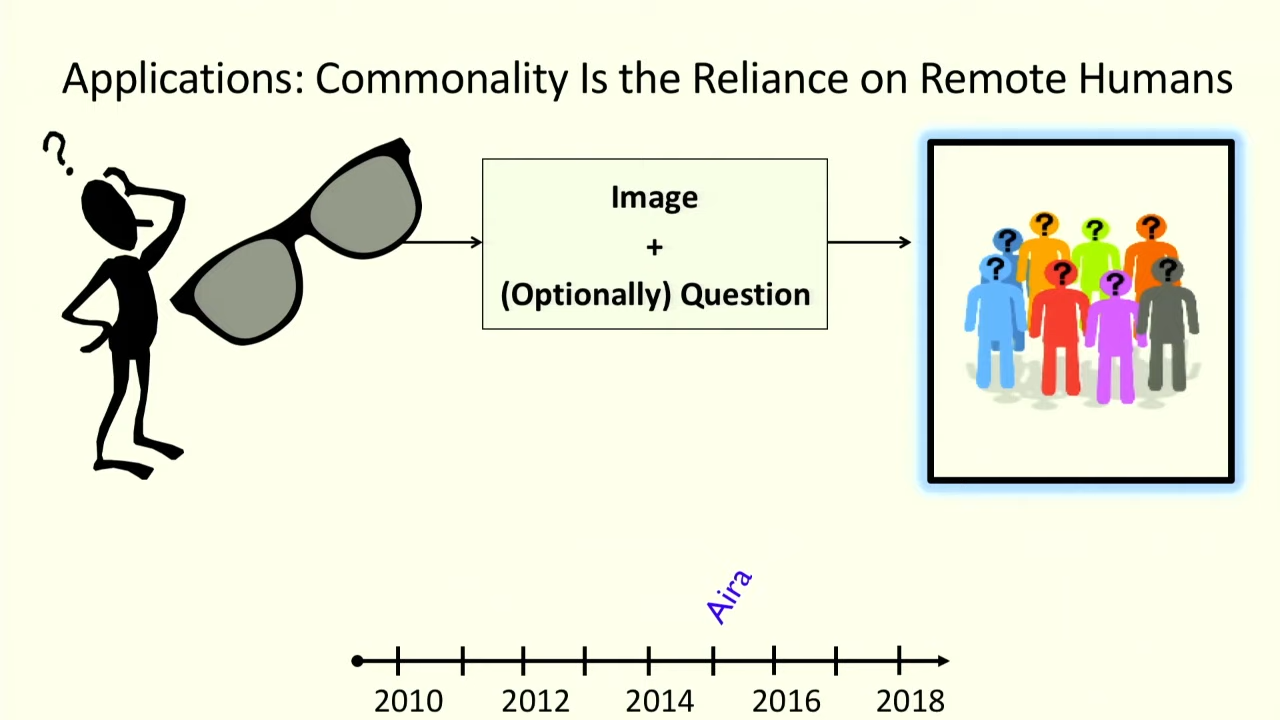 Applications: Commonality Is the Reliance on Remote Humans
?
Image
+
(Optionally) Question
? ? ? ?
? ? ? ?
Aira
2010 2012 2014 2016 2018